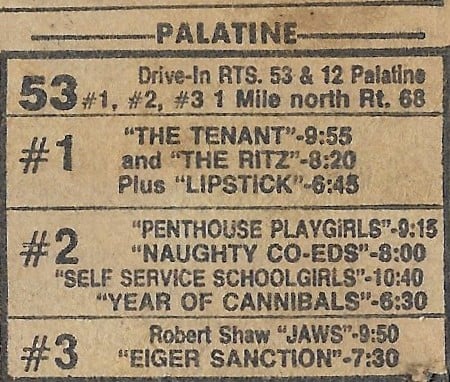 PALATINE
53 Drive-In RTS. 53 & 12 Palatine
#1, #2, #3 1 Mile north Rt. 68
#1 "THE TENANT"-9:55
and "THE RITZ"-8:20
Plus "LIPSTICK"-6:45
#2 "PENTHOUSE PLAYGIRLS"-9:15
"NAUGHTY CO-EDS"-8:00
"SELF SERVICE SCHOOLGIRLS"-10:40
"YEAR OF CANNIBALS"-6:30
#3 Robert Shaw "JAWS"-9:50
"EIGER SANCTION"-7:30